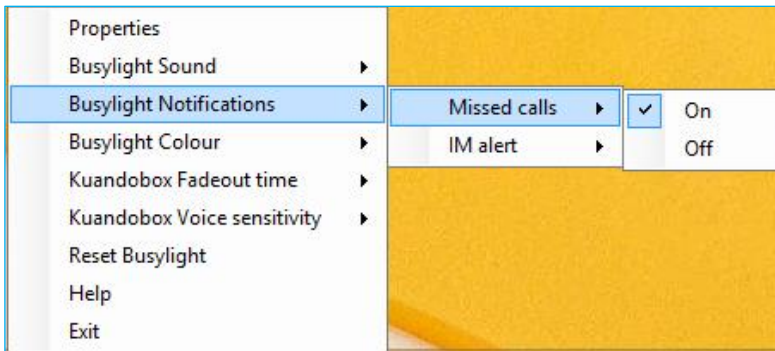 Properties
Busylight Sound
Busylight Notifications
Missed calls
On
Busylight Colour
IM alert
Off
Kuandobox Fadeout time
Kuandobox Voice sensitivity
Reset Busylight
Help
Exit